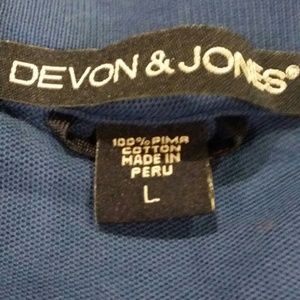 DEVON & JONES®
100% PIMA
COTTON
MADE IN
PERU
L